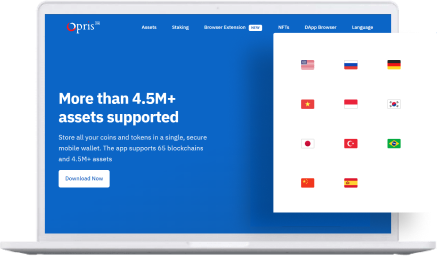 Opris
Assets Staking Browser Extension BETA NFTs DApp Browser Language
More than 4.5M+
assets supported
Store all your coins and tokens in a single, secure
mobile wallet. The app supports 65 blockchains
and 4.5M+ assets
Download Now